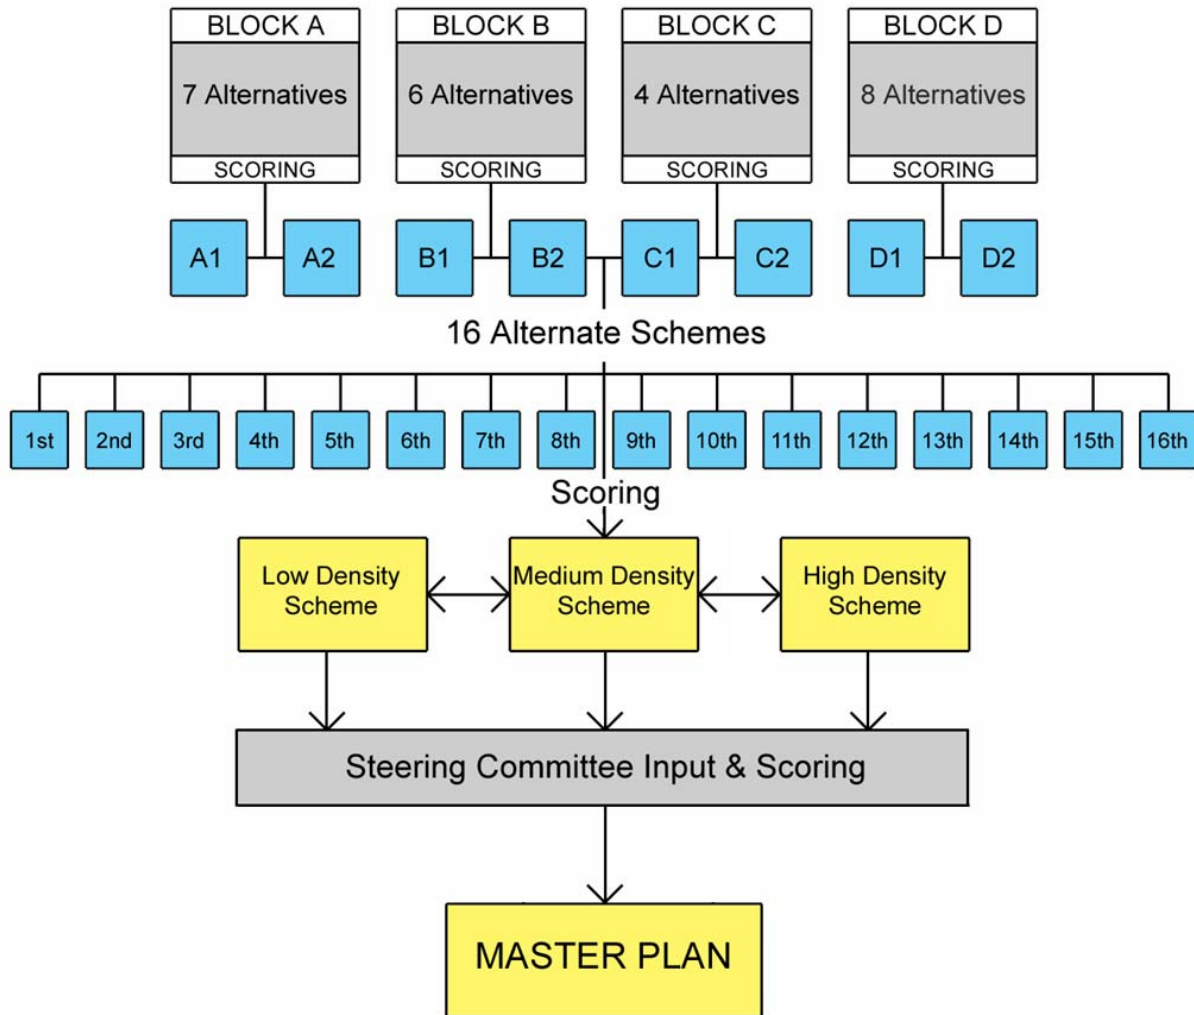 BLOCK A
BLOCK B
BLOCK C
BLOCK D
7 Alternatives
6 Alternatives
4 Alternatives
8 Alternatives
SCORING
SCORING
SCORING
SCORING
A1
A2
B1
B2
C1
C2
D1
D2
16 Alternate Schemes
1st
2nd
3rd
4th
5th
6th
7th
8th
9th
10th
11th
12th
13th
14th
15th
16th
Scoring
Low Density
Scheme
Medium Density
Scheme
High Density
Scheme
Steering Committee Input & Scoring
MASTER PLAN